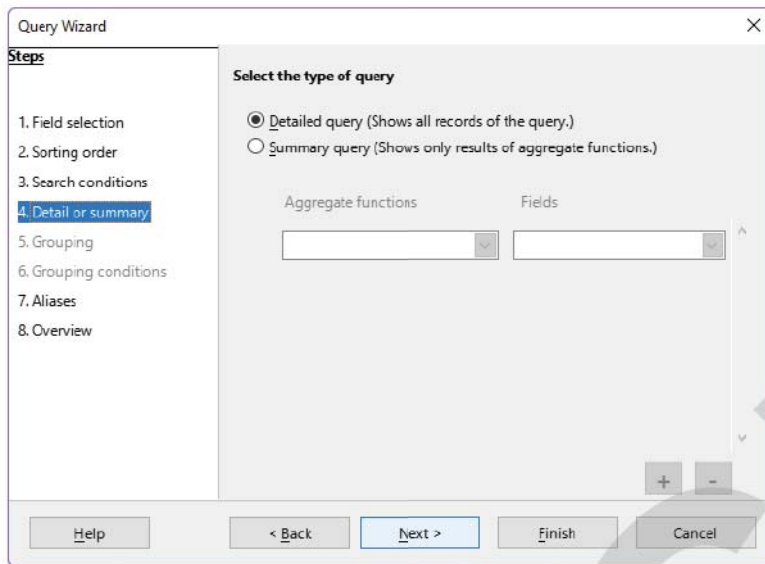 Query Wizard
Steps
1. Field selection
2. Sorting order
3. Search conditions
4. Detail or summary
5. Grouping
6. Grouping conditions
7. Aliases
8. Overview
Select the type of query
Detailed query (Shows all records of the query.)
Summary query (Shows only results of aggregate functions.)
Aggregate functions Fields
+ -
Help < Back Next > Finish Cancel